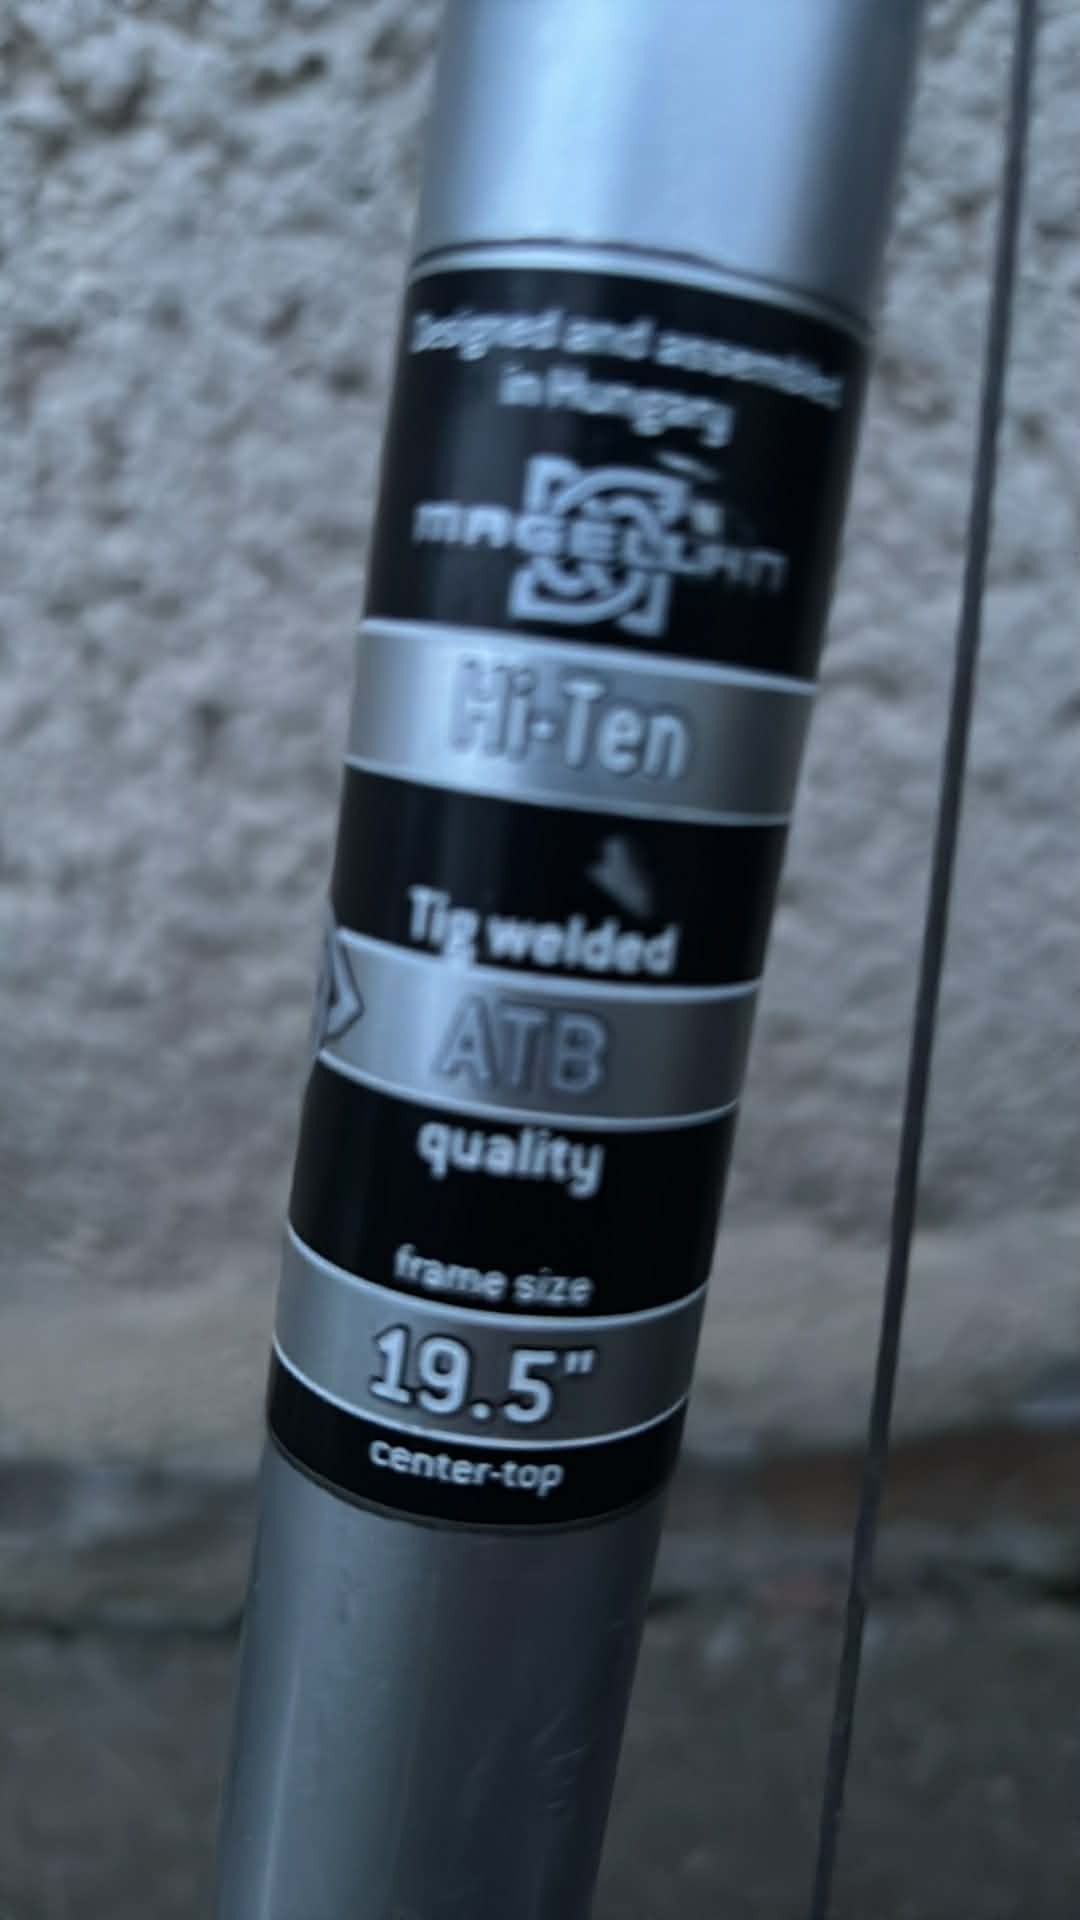 Designed and assembled
in Hungary
MAGELLAN
Hi-Ten
Tig welded
ATB
quality
frame size
19.5"
center-top